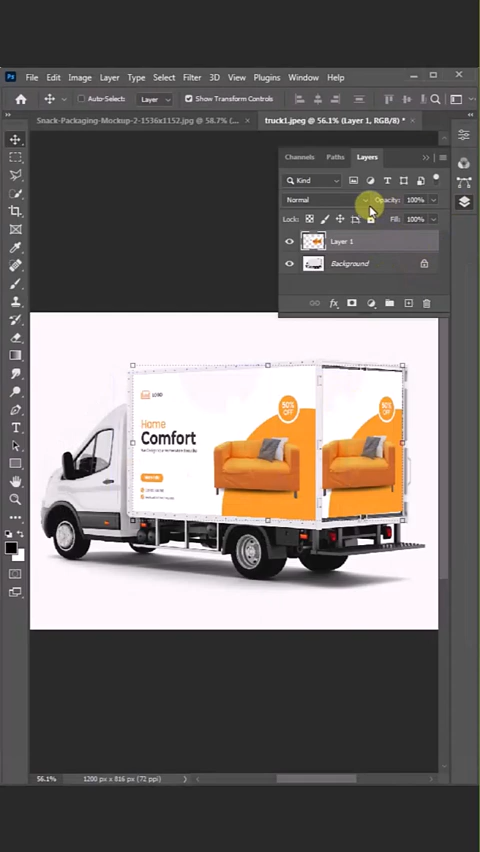 Ps File Edit Image Layer Type Select Filter 3D View Plugins Window Help
Auto-Select: Layer Show Transform Controls
Snack-Packaging-Mockup-2-1536x1152.jpg @ 58.7% (... × truck1.jpeg @ 56.1% (Layer 1, RGB/8) * ×
Channels Paths Layers
Kind
Normal Opacity: 100%
Lock: Fill: 100%
Layer 1
Background
50%
OFF
50%
OFF
LOGO
Home
Comfort
56.1% 1200 px x 816 px (72 ppi)